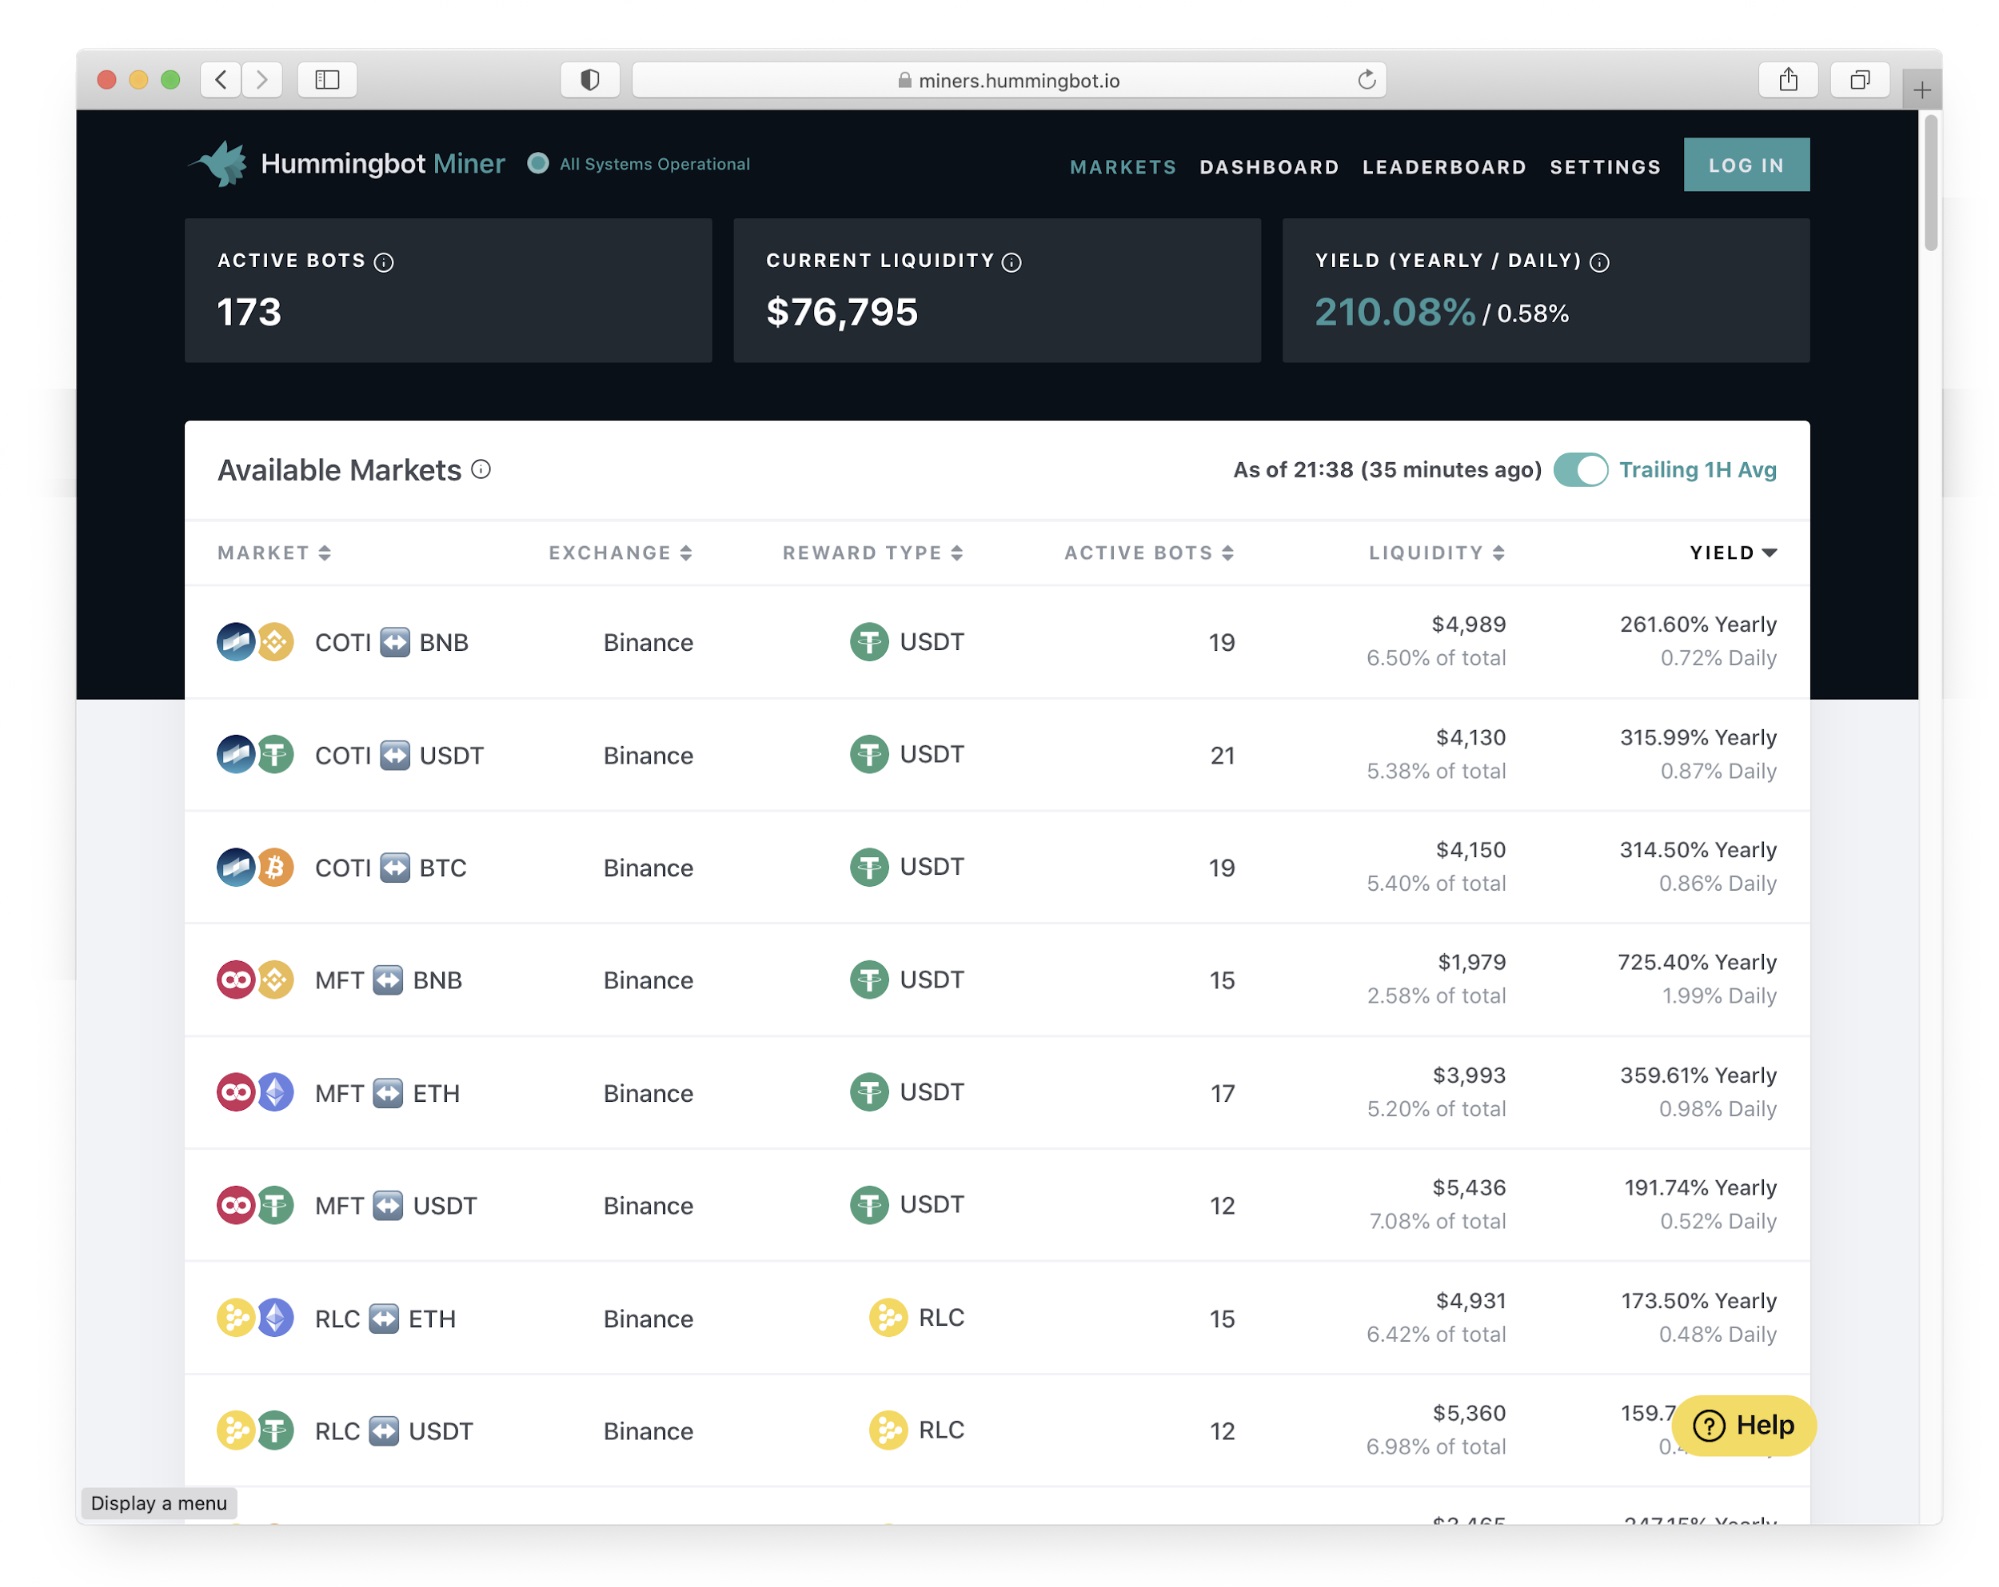 miners.hummingbot.io
Hummingbot Miner
All Systems Operational
MARKETS DASHBOARD LEADERBOARD SETTINGS LOG IN
ACTIVE BOTS
173
CURRENT LIQUIDITY
$76,795
YIELD (YEARLY / DAILY)
210.08% / 0.58%
Available Markets
As of 21:38 (35 minutes ago) Trailing 1H Avg
MARKET EXCHANGE REWARD TYPE ACTIVE BOTS LIQUIDITY YIELD
COTI ↔ BNB Binance USDT 19 $4,989 261.60% Yearly
6.50% of total 0.72% Daily
COTI ↔ USDT Binance USDT 21 $4,130 315.99% Yearly
5.38% of total 0.87% Daily
COTI ↔ BTC Binance USDT 19 $4,150 314.50% Yearly
5.40% of total 0.86% Daily
MFT ↔ BNB Binance USDT 15 $1,979 725.40% Yearly
2.58% of total 1.99% Daily
MFT ↔ ETH Binance USDT 17 $3,993 359.61% Yearly
5.20% of total 0.98% Daily
MFT ↔ USDT Binance USDT 12 $5,436 191.74% Yearly
7.08% of total 0.52% Daily
RLC ↔ ETH Binance RLC 15 $4,931 173.50% Yearly
6.42% of total 0.48% Daily
RLC ↔ USDT Binance RLC 12 $5,360
6.98% of total
Help
Display a menu